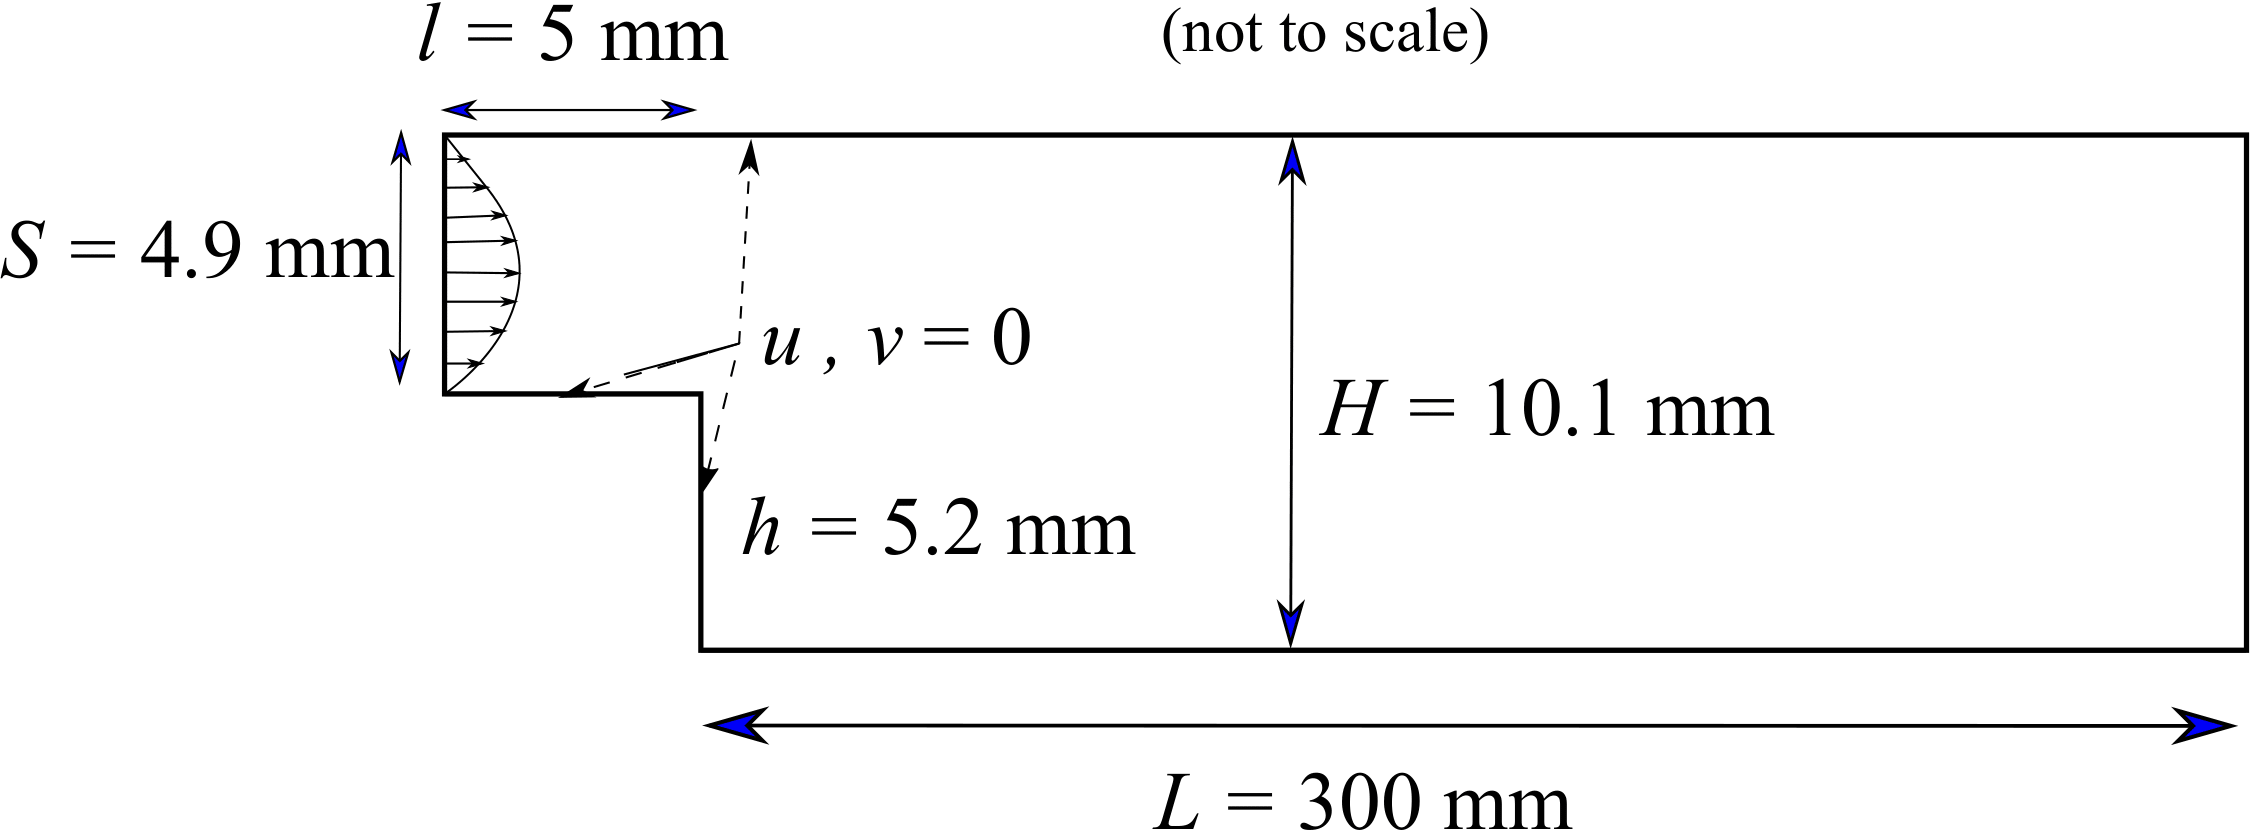 l = 5 mm
(not to scale)
S = 4.9 mm
u , v = 0
H = 10.1 mm
h = 5.2 mm
L = 300 mm